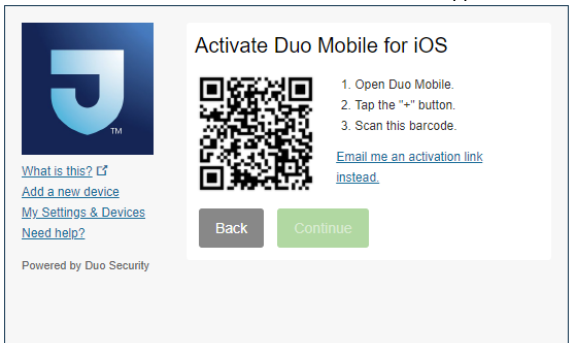 Activate Duo Mobile for iOS
1. Open Duo Mobile.
2. Tap the "+" button.
3. Scan this barcode.
Email me an activation link
instead.
Back
Continue
TM
What is this?
Add a new device
My Settings & Devices
Need help?
Powered by Duo Security